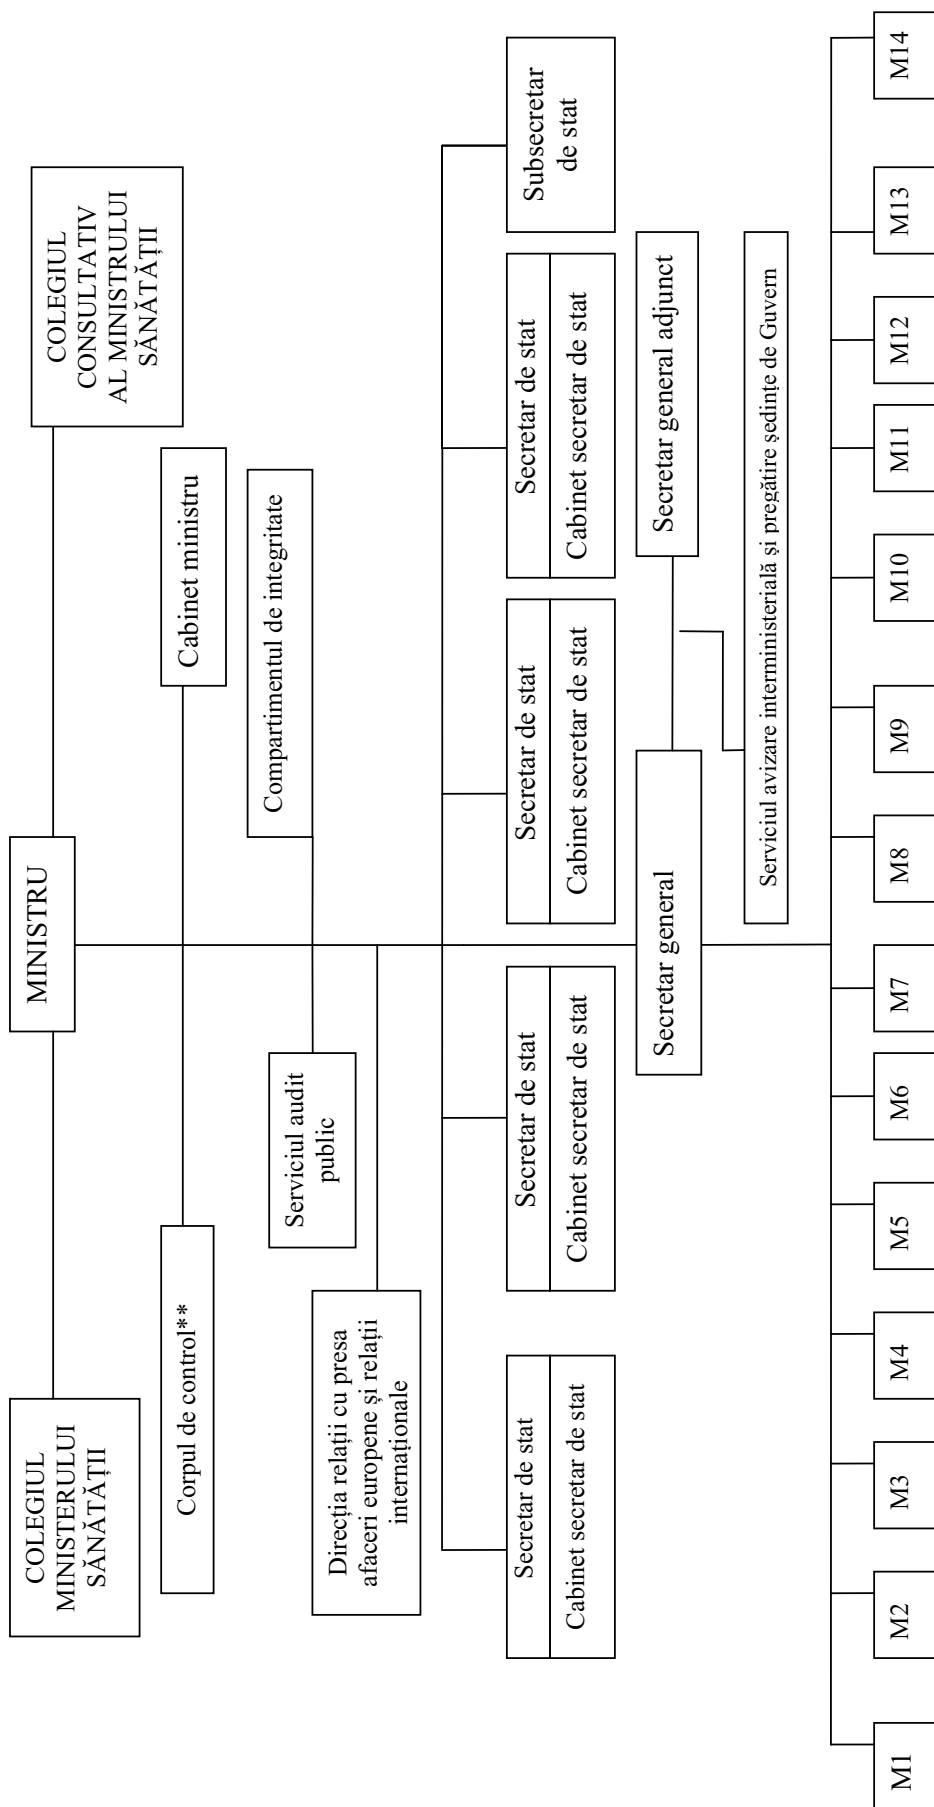 MINISTRU
COLEGIUL
MINISTERULUI
SĂNĂTĂȚII
COLEGIUL
CONSULTATIV
AL MINISTRULUI
SĂNĂTĂȚII
Corpul de control**
Cabinet ministru
Serviciul audit
public
Compartimentul de integritate
Direcția relații cu presa
afaceri europene și relații
internaționale
Secretar de stat
Cabinet secretar de stat
Secretar de stat
Cabinet secretar de stat
Secretar de stat
Cabinet secretar de stat
Secretar de stat
Cabinet secretar de stat
Subsecretar
de stat
Secretar general
Secretar general adjunct
Serviciul avizare interministerială și pregătire ședințe de Guvern
M1
M2
M3
M4
M5
M6
M7
M8
M9
M10
M11
M12
M13
M14